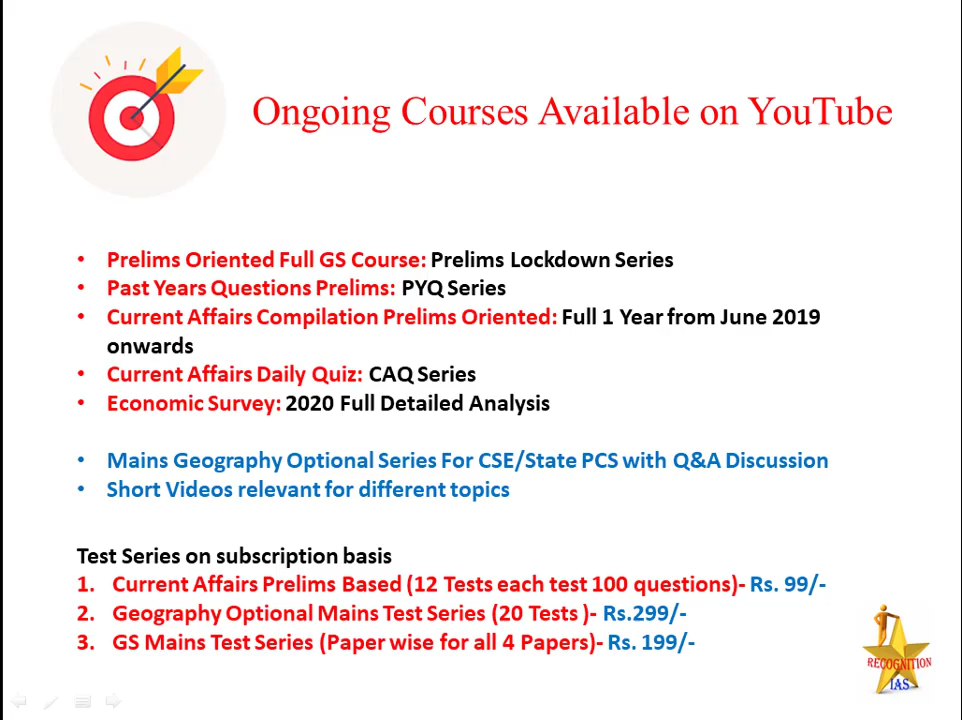 Ongoing Courses Available on YouTube
• Prelims Oriented Full GS Course: Prelims Lockdown Series
• Past Years Questions Prelims: PYQ Series
• Current Affairs Compilation Prelims Oriented: Full 1 Year from June 2019
onwards
• Current Affairs Daily Quiz: CAQ Series
• Economic Survey: 2020 Full Detailed Analysis
• Mains Geography Optional Series For CSE/State PCS with Q&A Discussion
• Short Videos relevant for different topics
Test Series on subscription basis
1. Current Affairs Prelims Based (12 Tests each test 100 questions)- Rs. 99/-
2. Geography Optional Mains Test Series (20 Tests )- Rs.299/-
3. GS Mains Test Series (Paper wise for all 4 Papers)- Rs. 199/-
RECOGNITION
IAS